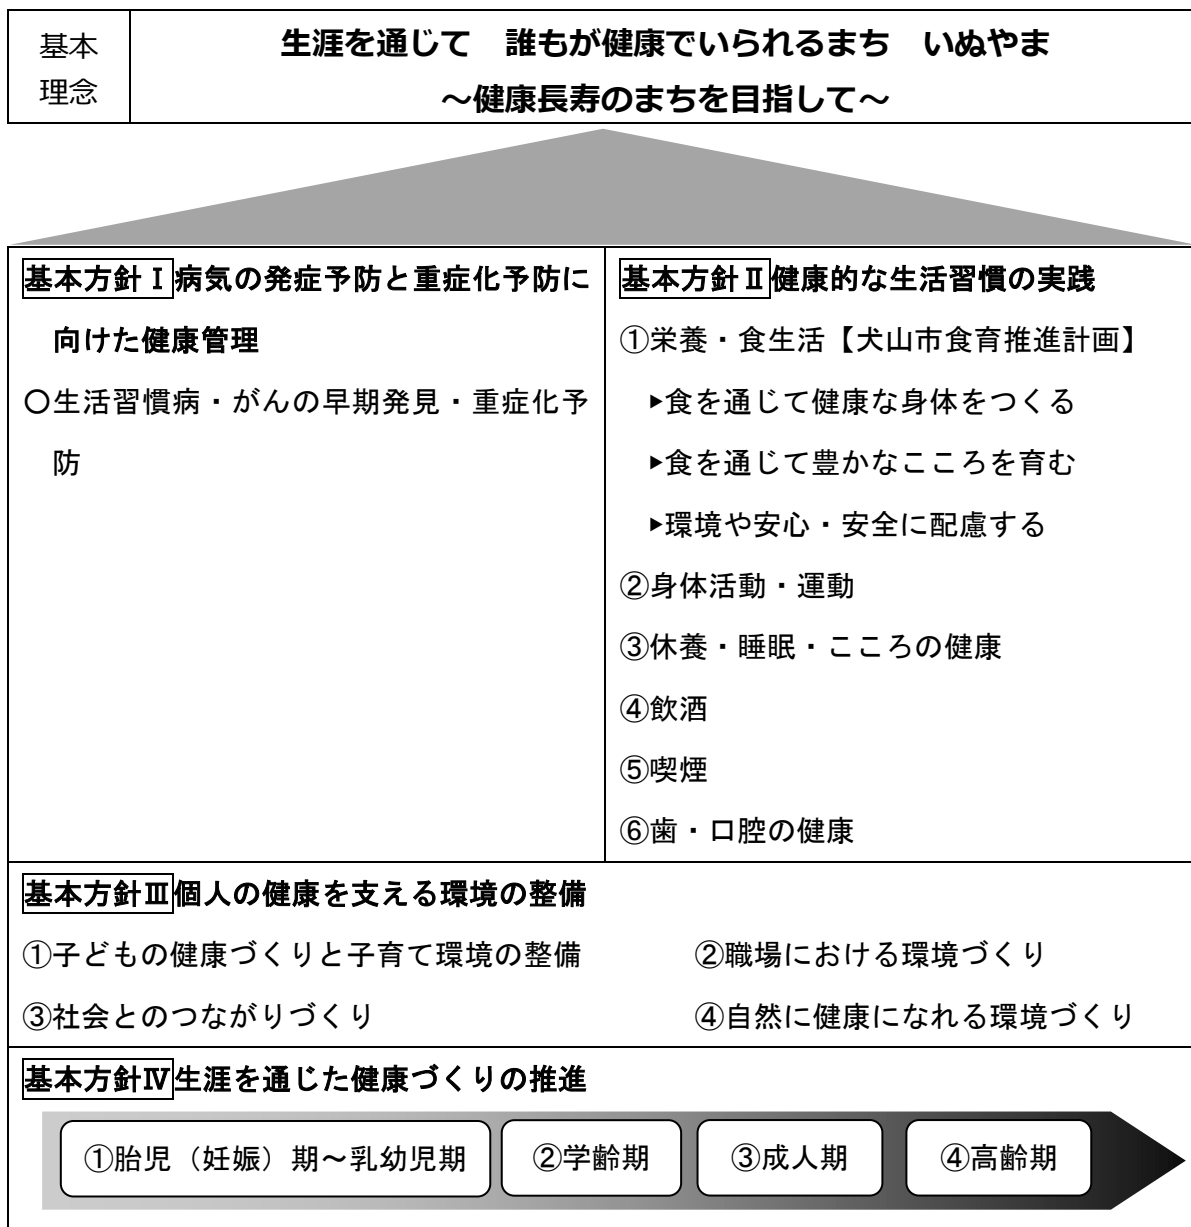 基本
理念
生涯を通じて　誰もが健康でいられるまち　いぬやま
～健康長寿のまちを目指して～
基本方針Ⅰ病気の発症予防と重症化予防に
向けた健康管理
○生活習慣病・がんの早期発見・重症化予
防
基本方針Ⅱ健康的な生活習慣の実践
①栄養・食生活【犬山市食育推進計画】
▶食を通じて健康な身体をつくる
▶食を通じて豊かなこころを育む
▶環境や安心・安全に配慮する
②身体活動・運動
③休養・睡眠・こころの健康
④飲酒
⑤喫煙
⑥歯・口腔の健康
基本方針Ⅲ個人の健康を支える環境の整備
①子どもの健康づくりと子育て環境の整備　②職場における環境づくり
③社会とのつながりづくり　④自然に健康になれる環境づくり
基本方針Ⅳ生涯を通じた健康づくりの推進
①胎児（妊娠）期～乳幼児期　②学齢期　③成人期　④高齢期